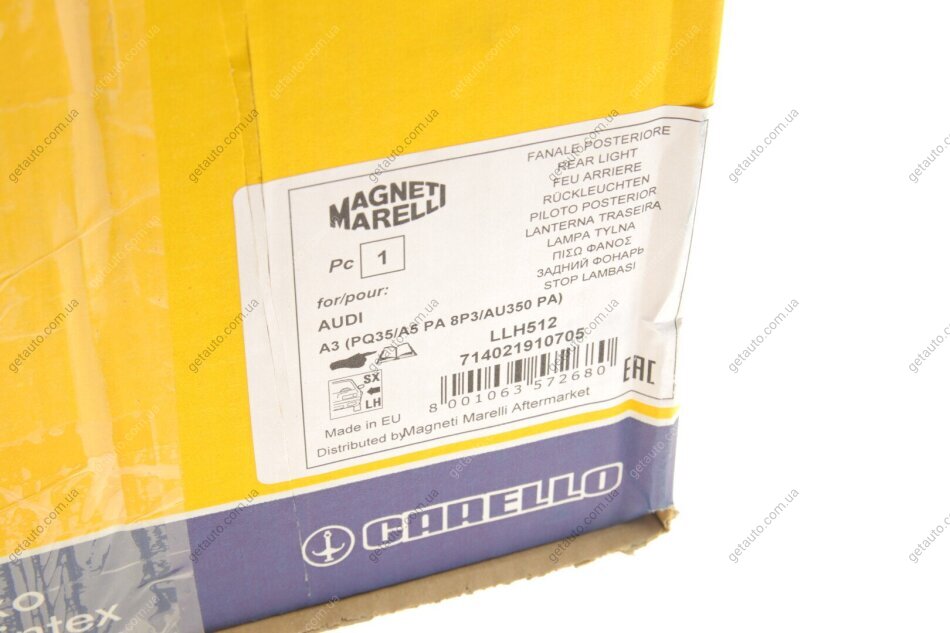 MAGNETI
MARELLI
Pc 1
for/pour:
AUDI
A3 (PQ35/A5 PA 8P3/AU350 PA)
FANALE POSTERIORE
REAR LIGHT
FEU ARRIERE
RÜCKLEUCHTEN
PILOTO POSTERIOR
LANTERNA TRASEIRA
LAMPA TYLNA
ΠΙΣΩ ΦΑΝΟΣ
ЗАДНИЙ ФОНАРЬ
STOP LAMBASI
LLH512
714021910705
SX
LH
8 001063 572680
EAC
Made in EU
Distributed by Magneti Marelli Aftermarket
CARELLO
getauto.com.ua